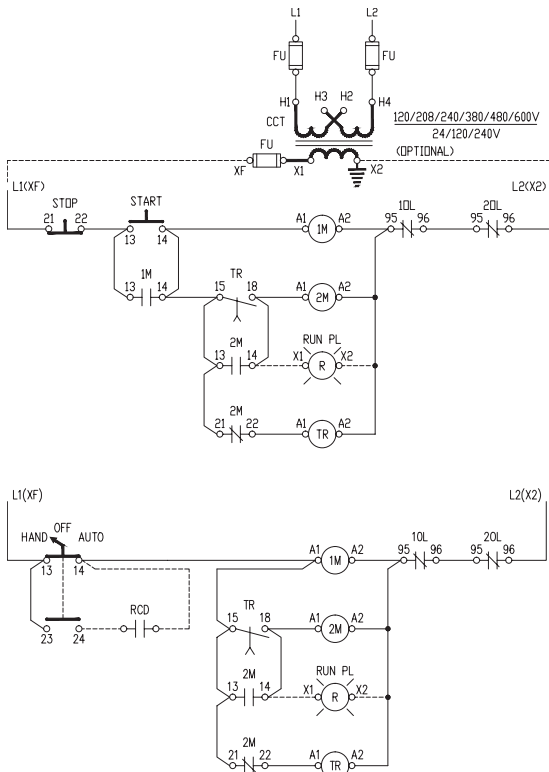 L1 L2
FU FU
H1 H3 H2 H4
CCT
120/208/240/380/480/600V
24/120/240V
(OPTIONAL)
FU
XF X1 X2
L1(XF) L2(X2)
STOP START 1OL 2OL
21 22 13 14 A1 1M A2 95 96 95 96
1M TR
13 14 15 18 A1 2M A2
2M RUN PL
13 14 X1 R X2
2M
21 22 A1 TR A2
L1(XF) L2(X2)
OFF
HAND AUTO 1OL 2OL
13 14 A1 1M A2 95 96 95 96
RCD TR
23 24 15 18 A1 2M A2
2M RUN PL
13 14 X1 R X2
2M
21 22 A1 TR A2